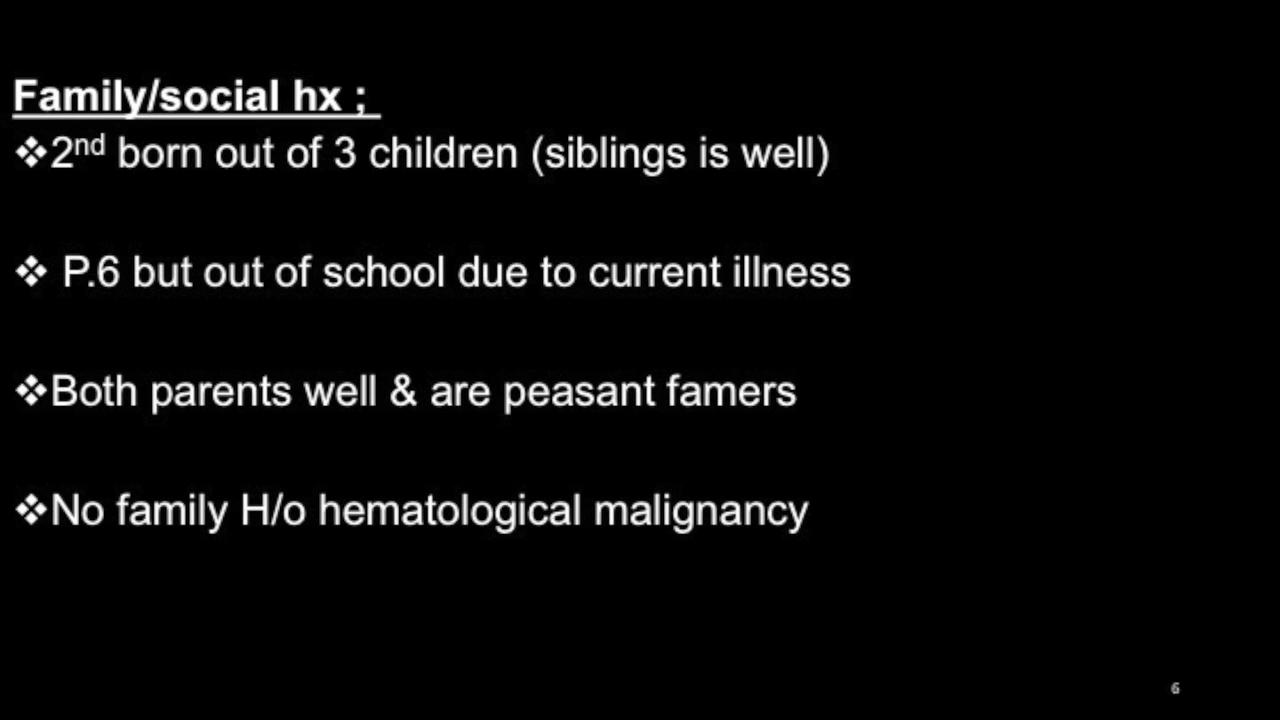 Family/social hx ;
❖2nd born out of 3 children (siblings is well)
❖ P.6 but out of school due to current illness
❖Both parents well & are peasant famers
❖No family H/o hematological malignancy
6